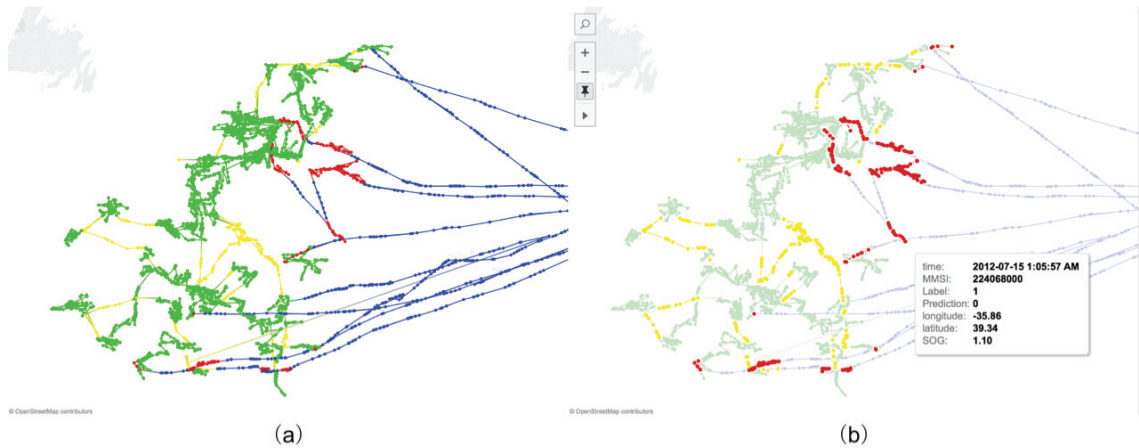 time: 2012-07-15 1:05:57 AM
MMSI: 224068000
Label: 1
Prediction: 0
longitude: -35.86
latitude: 39.34
SOG: 1.10
© OpenStreetMap contributors
© OpenStreetMap contributors
(a)
(b)